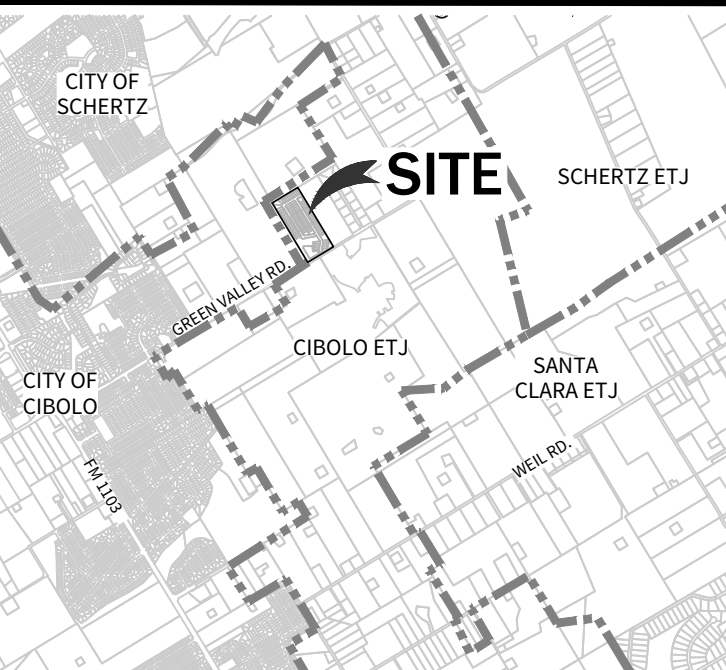 CITY OF
SCHERTZ
SITE
SCHERTZ ETJ
GREEN VALLEY RD.
CIBOLO ETJ
SANTA
CLARA ETJ
CITY OF
CIBOLO
WEIL RD.
FM 1103